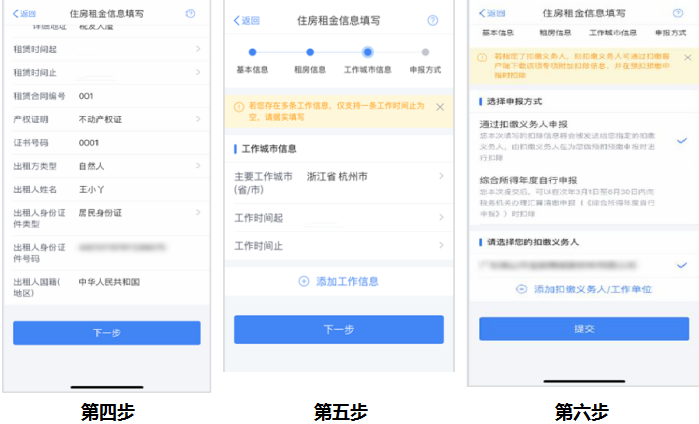 返回
住房租金信息填写
详细地址
税友大厦
租赁时间起
租赁时间止
租赁合同编号
001
产权证明
不动产权证
证书号码
0001
出租方类型
自然人
出租人姓名
王小丫
出租人身份证
件类型
居民身份证
出租人身份证
件号码
出租人国籍(
地区)
中华人民共和国
下一步
第四步
返回
住房租金信息填写
基本信息
租房信息
工作城市信息
申报方式
若您存在多条工作信息，仅支持一条工作时间止为
空，请据实填写
工作城市信息
主要工作城市
(省/市)
浙江省 杭州市
工作时间起
工作时间止
添加工作信息
下一步
第五步
返回
住房租金信息填写
基本信息
租房信息
工作城市信息
申报方式
若指定了扣缴义务人，则扣缴义务人可通过扣缴客
户端下载该项专项附加扣除信息，并在预扣预缴申
报时扣除
选择申报方式
通过扣缴义务人申报
您本次填写的扣除信息将会被发送给您指定的扣缴
义务人，由扣缴义务人在为您做预扣预缴申报时进
行扣除
综合所得年度自行申报
您本次提交后，可以在次年3月1日至6月30日内向
税务机关办理汇算清缴申报（《综合所得年度自行
申报》）时扣除
请选择您的扣缴义务人
添加扣缴义务人/工作单位
提交
第六步